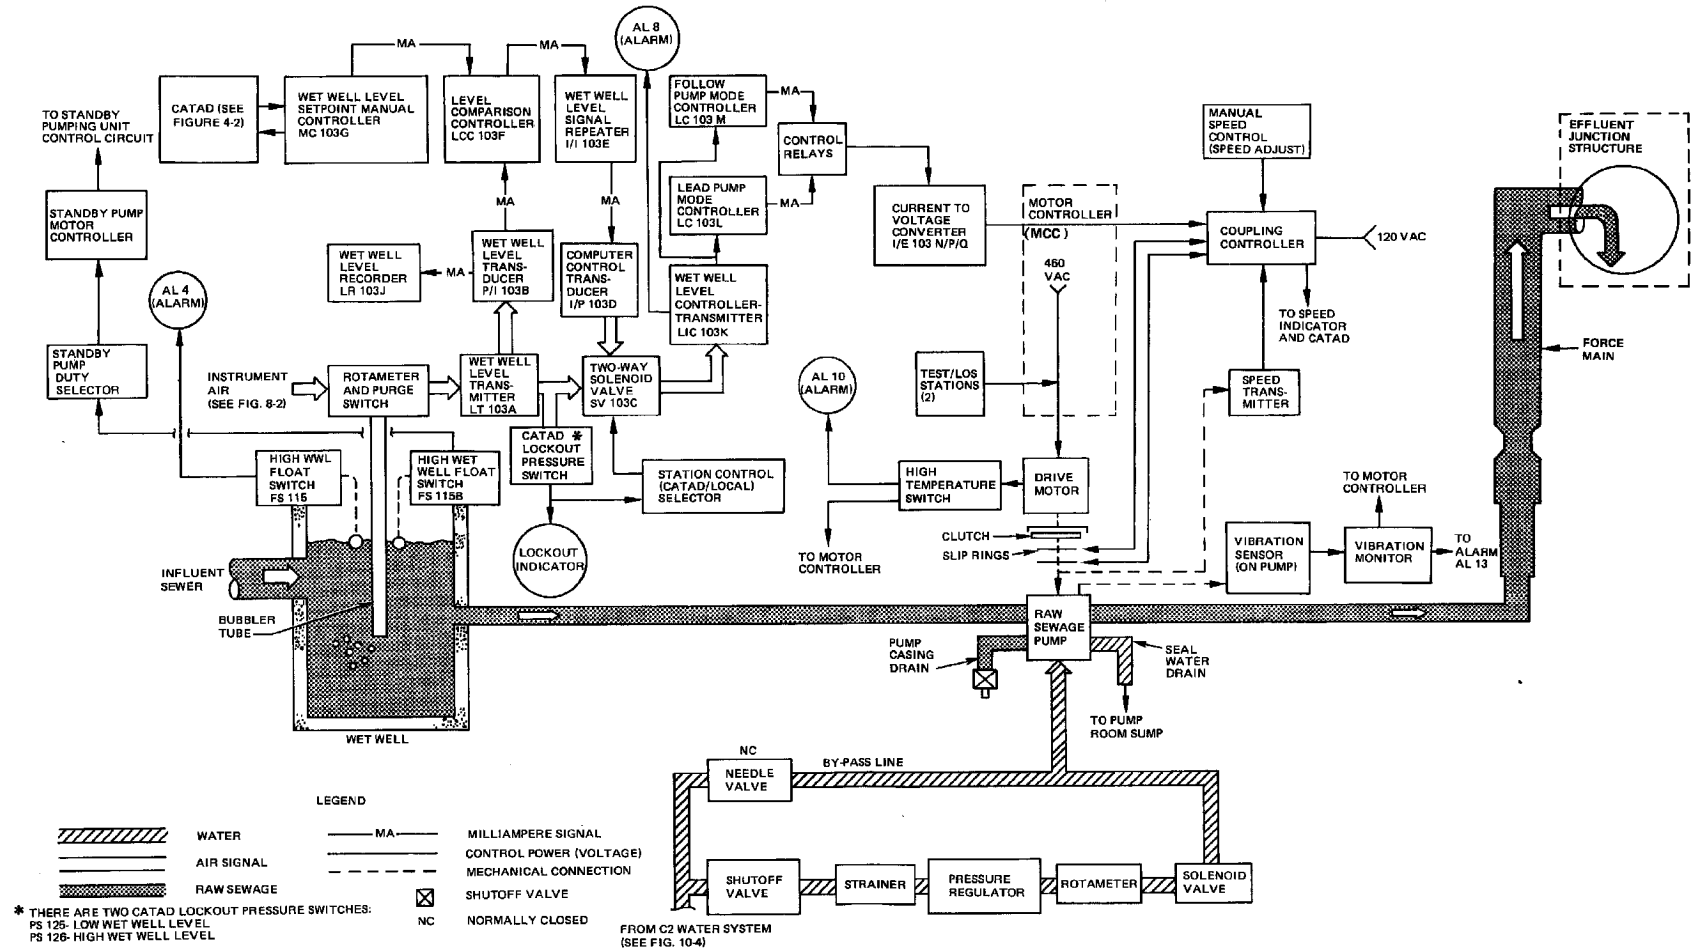 AL 8
(ALARM)
MA
MA
TO STANDBY
PUMPING UNIT
CONTROL CIRCUIT
CATAD (SEE
FIGURE 4-2)
WET WELL LEVEL
SETPOINT MANUAL
CONTROLLER
MC 103G
LEVEL
COMPARISON
CONTROLLER
LCC 103F
WET WELL
LEVEL
SIGNAL
REPEATER
I/I 103E
FOLLOW
PUMP MODE
CONTROLLER
LC 103 M
MA
CONTROL
RELAYS
MANUAL
SPEED
CONTROL
(SPEED ADJUST)
EFFLUENT
JUNCTION
STRUCTURE
STANDBY PUMP
MOTOR
CONTROLLER
MA
MA
LEAD PUMP
MODE
CONTROLLER
LC 103L
MA
CURRENT TO
VOLTAGE
CONVERTER
I/E 103 N/P/Q
MOTOR
CONTROLLER
(MCC)
460
VAC
COUPLING
CONTROLLER
120 VAC
WET WELL
LEVEL
RECORDER
LR 103J
MA
WET WELL
LEVEL
TRANS-
DUCER
P/I 103B
COMPUTER
CONTROL
TRANS-
DUCER
I/P 103D
WET WELL
LEVEL
CONTROLLER-
TRANSMITTER
LIC 103K
AL 4
(ALARM)
TO SPEED
INDICATOR
AND CATAD
FORCE
MAIN
STANDBY
PUMP
DUTY
SELECTOR
INSTRUMENT
AIR
(SEE FIG. 8-2)
ROTAMETER
AND PURGE
SWITCH
WET WELL
LEVEL
TRANS-
MITTER
LT 103A
TWO-WAY
SOLENOID
VALVE
SV 103C
AL 10
(ALARM)
TEST/LOS
STATIONS
(2)
SPEED
TRANS-
MITTER
HIGH WWL
FLOAT
SWITCH
FS 115
HIGH WET
WELL FLOAT
SWITCH
FS 115B
CATAD *
LOCKOUT
PRESSURE
SWITCH
STATION CONTROL
(CATAD/LOCAL)
SELECTOR
HIGH
TEMPERATURE
SWITCH
DRIVE
MOTOR
TO MOTOR
CONTROLLER
CLUTCH
SLIP RINGS
TO MOTOR
CONTROLLER
LOCKOUT
INDICATOR
VIBRATION
SENSOR
(ON PUMP)
VIBRATION
MONITOR
TO
ALARM
AL 13
INFLUENT
SEWER
BUBBLER
TUBE
RAW
SEWAGE
PUMP
PUMP
CASING
DRAIN
SEAL
WATER
DRAIN
TO PUMP
ROOM SUMP
WET WELL
NC
NEEDLE
VALVE
BY-PASS LINE
SHUTOFF
VALVE
STRAINER
PRESSURE
REGULATOR
ROTAMETER
SOLENOID
VALVE
FROM C2 WATER SYSTEM
(SEE FIG. 10-4)
LEGEND
WATER
AIR SIGNAL
RAW SEWAGE
MA
MILLIAMPERE SIGNAL
CONTROL POWER (VOLTAGE)
MECHANICAL CONNECTION
SHUTOFF VALVE
NC
NORMALLY CLOSED
* THERE ARE TWO CATAD LOCKOUT PRESSURE SWITCHES:
PS 125- LOW WET WELL LEVEL
PS 126- HIGH WET WELL LEVEL